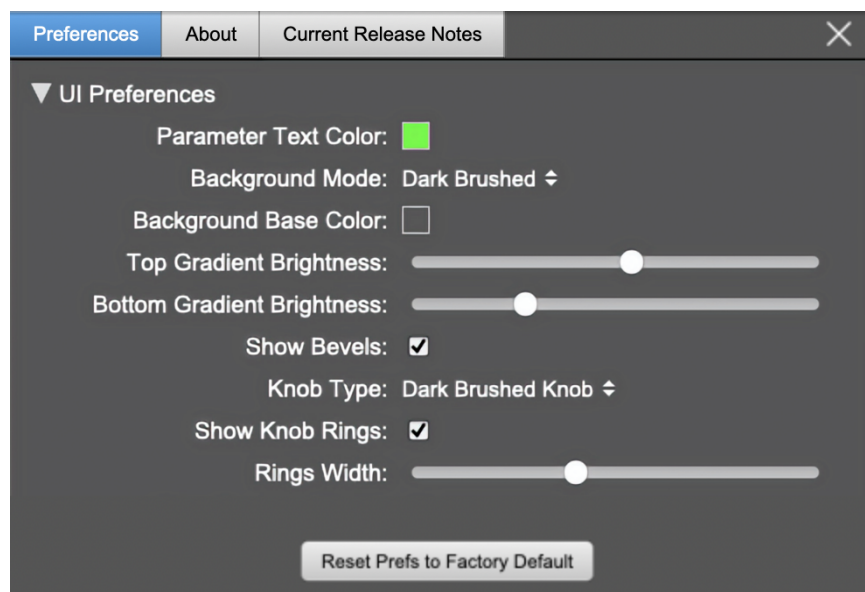 Preferences About Current Release Notes
UI Preferences
Parameter Text Color:
Background Mode: Dark Brushed
Background Base Color:
Top Gradient Brightness:
Bottom Gradient Brightness:
Show Bevels:
Knob Type: Dark Brushed Knob
Show Knob Rings:
Rings Width:
Reset Prefs to Factory Default